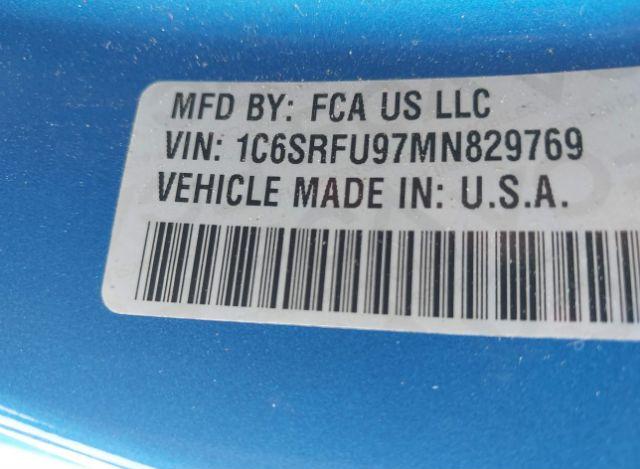 MFD BY: FCA US LLC
VIN: 1C6SRFU97MN829769
VEHICLE MADE IN: U.S.A.